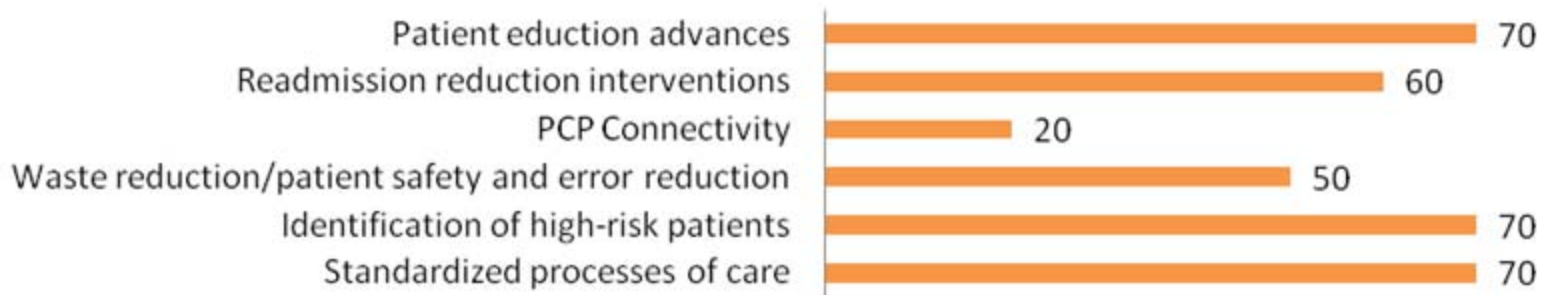 Patient eduction advances 70
Readmission reduction interventions 60
PCP Connectivity 20
Waste reduction/patient safety and error reduction 50
Identification of high-risk patients 70
Standardized processes of care 70